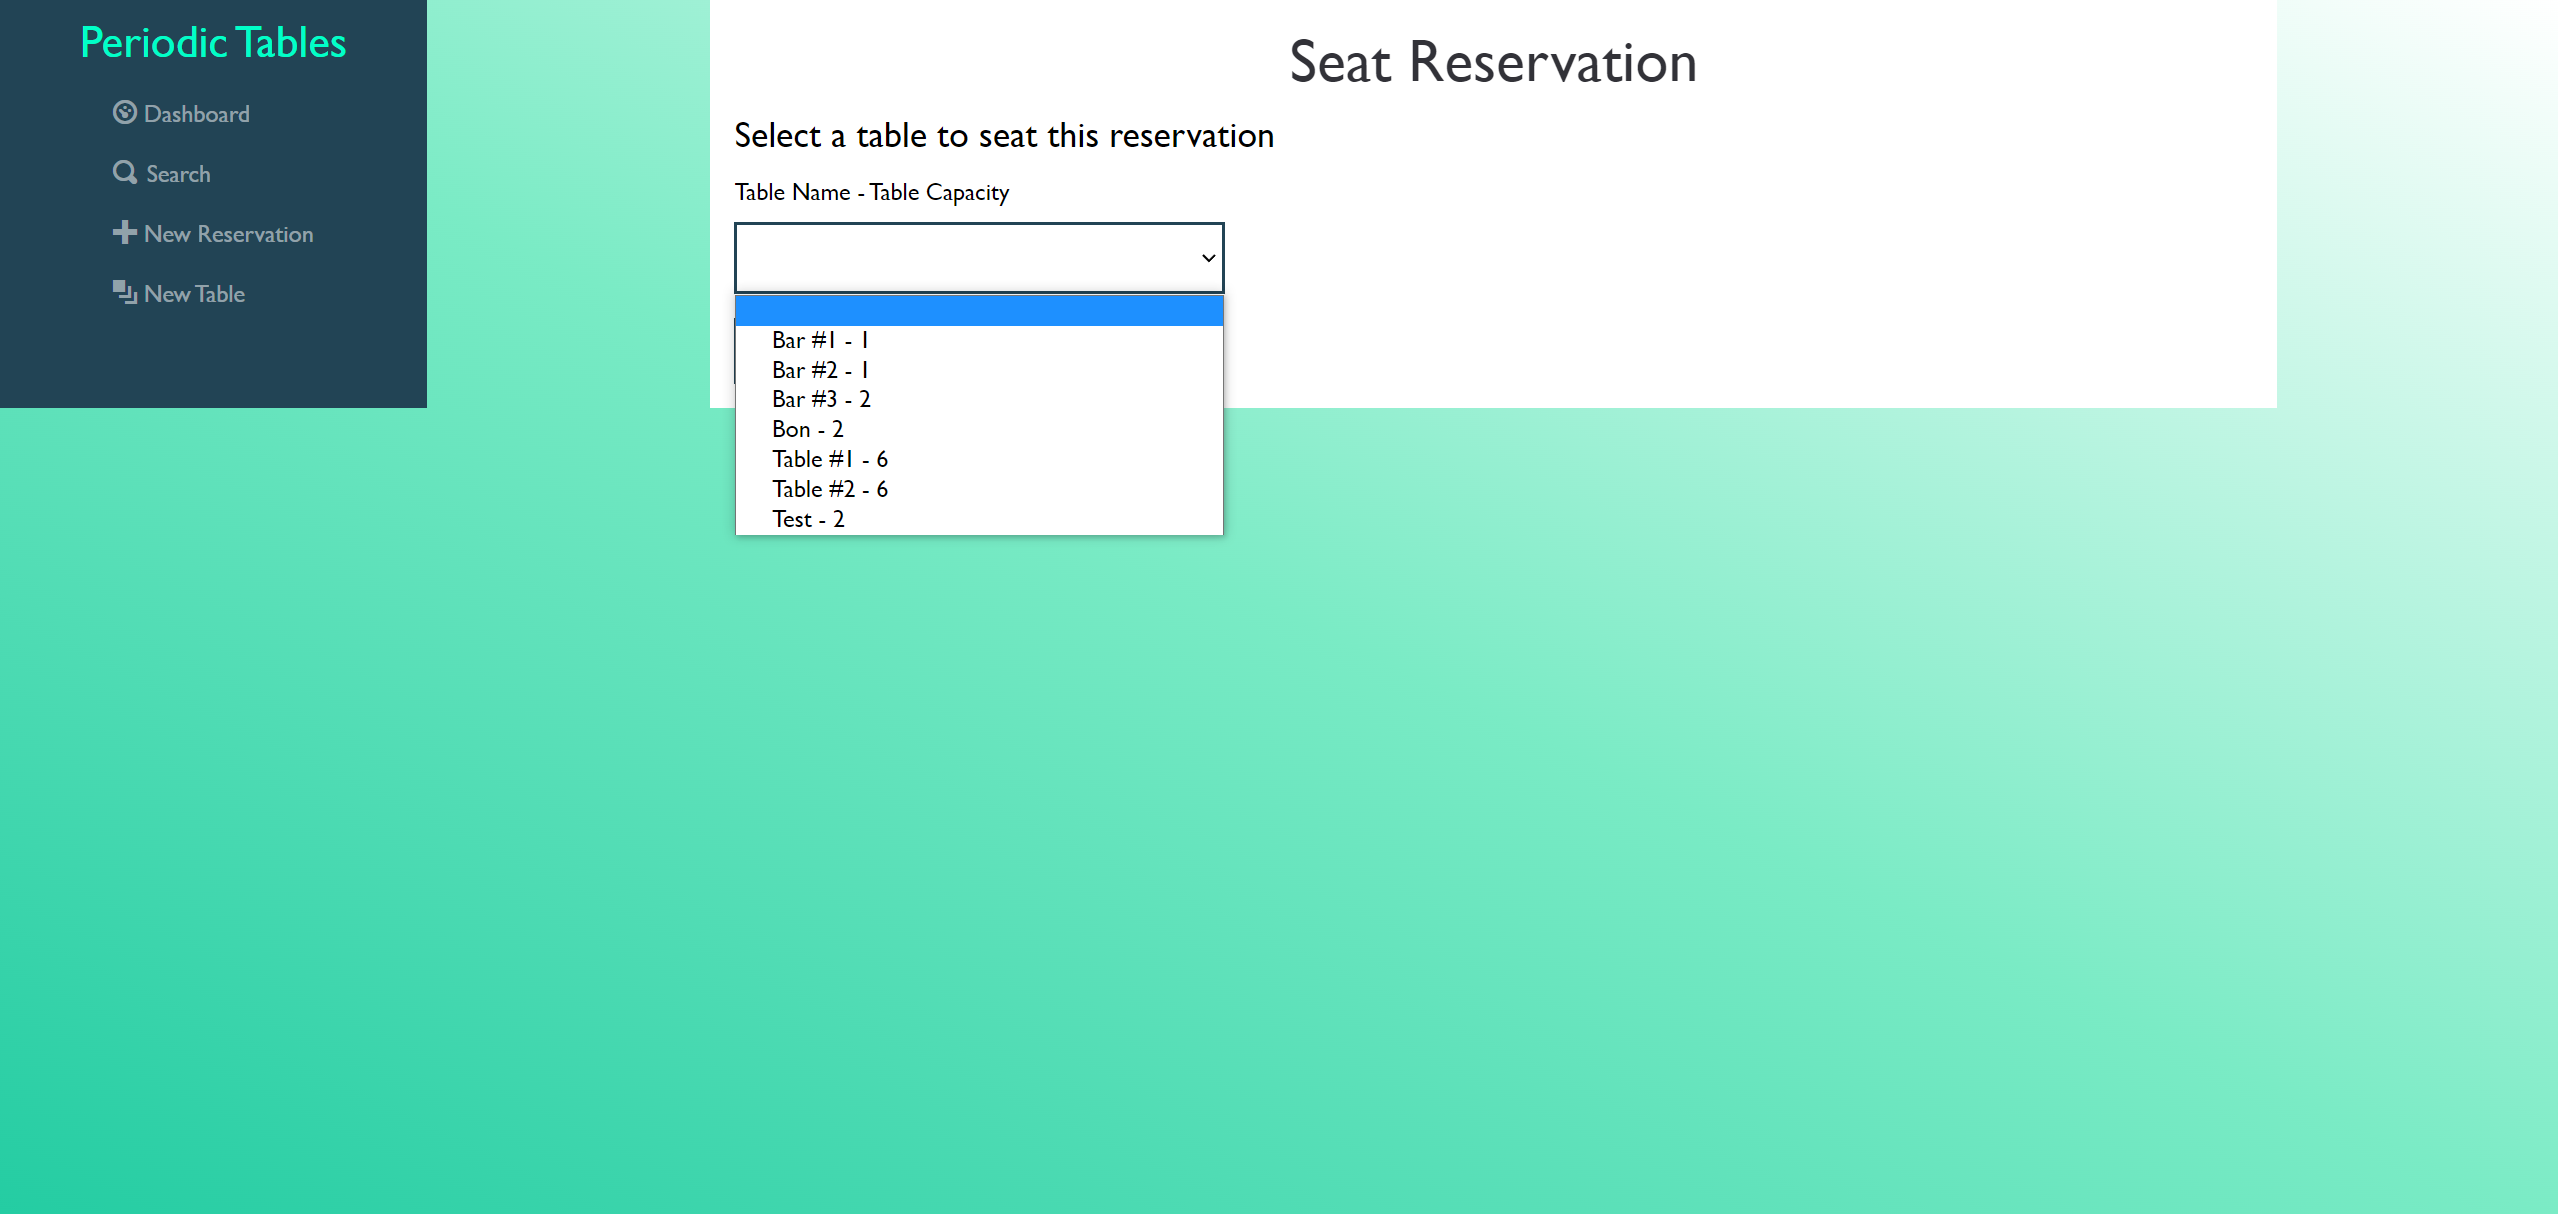 Periodic Tables
Dashboard
Search
New Reservation
New Table
Seat Reservation
Select a table to seat this reservation
Table Name - Table Capacity
Bar #1 - 1
Bar #2 - 1
Bar #3 - 2
Bon - 2
Table #1 - 6
Table #2 - 6
Test - 2